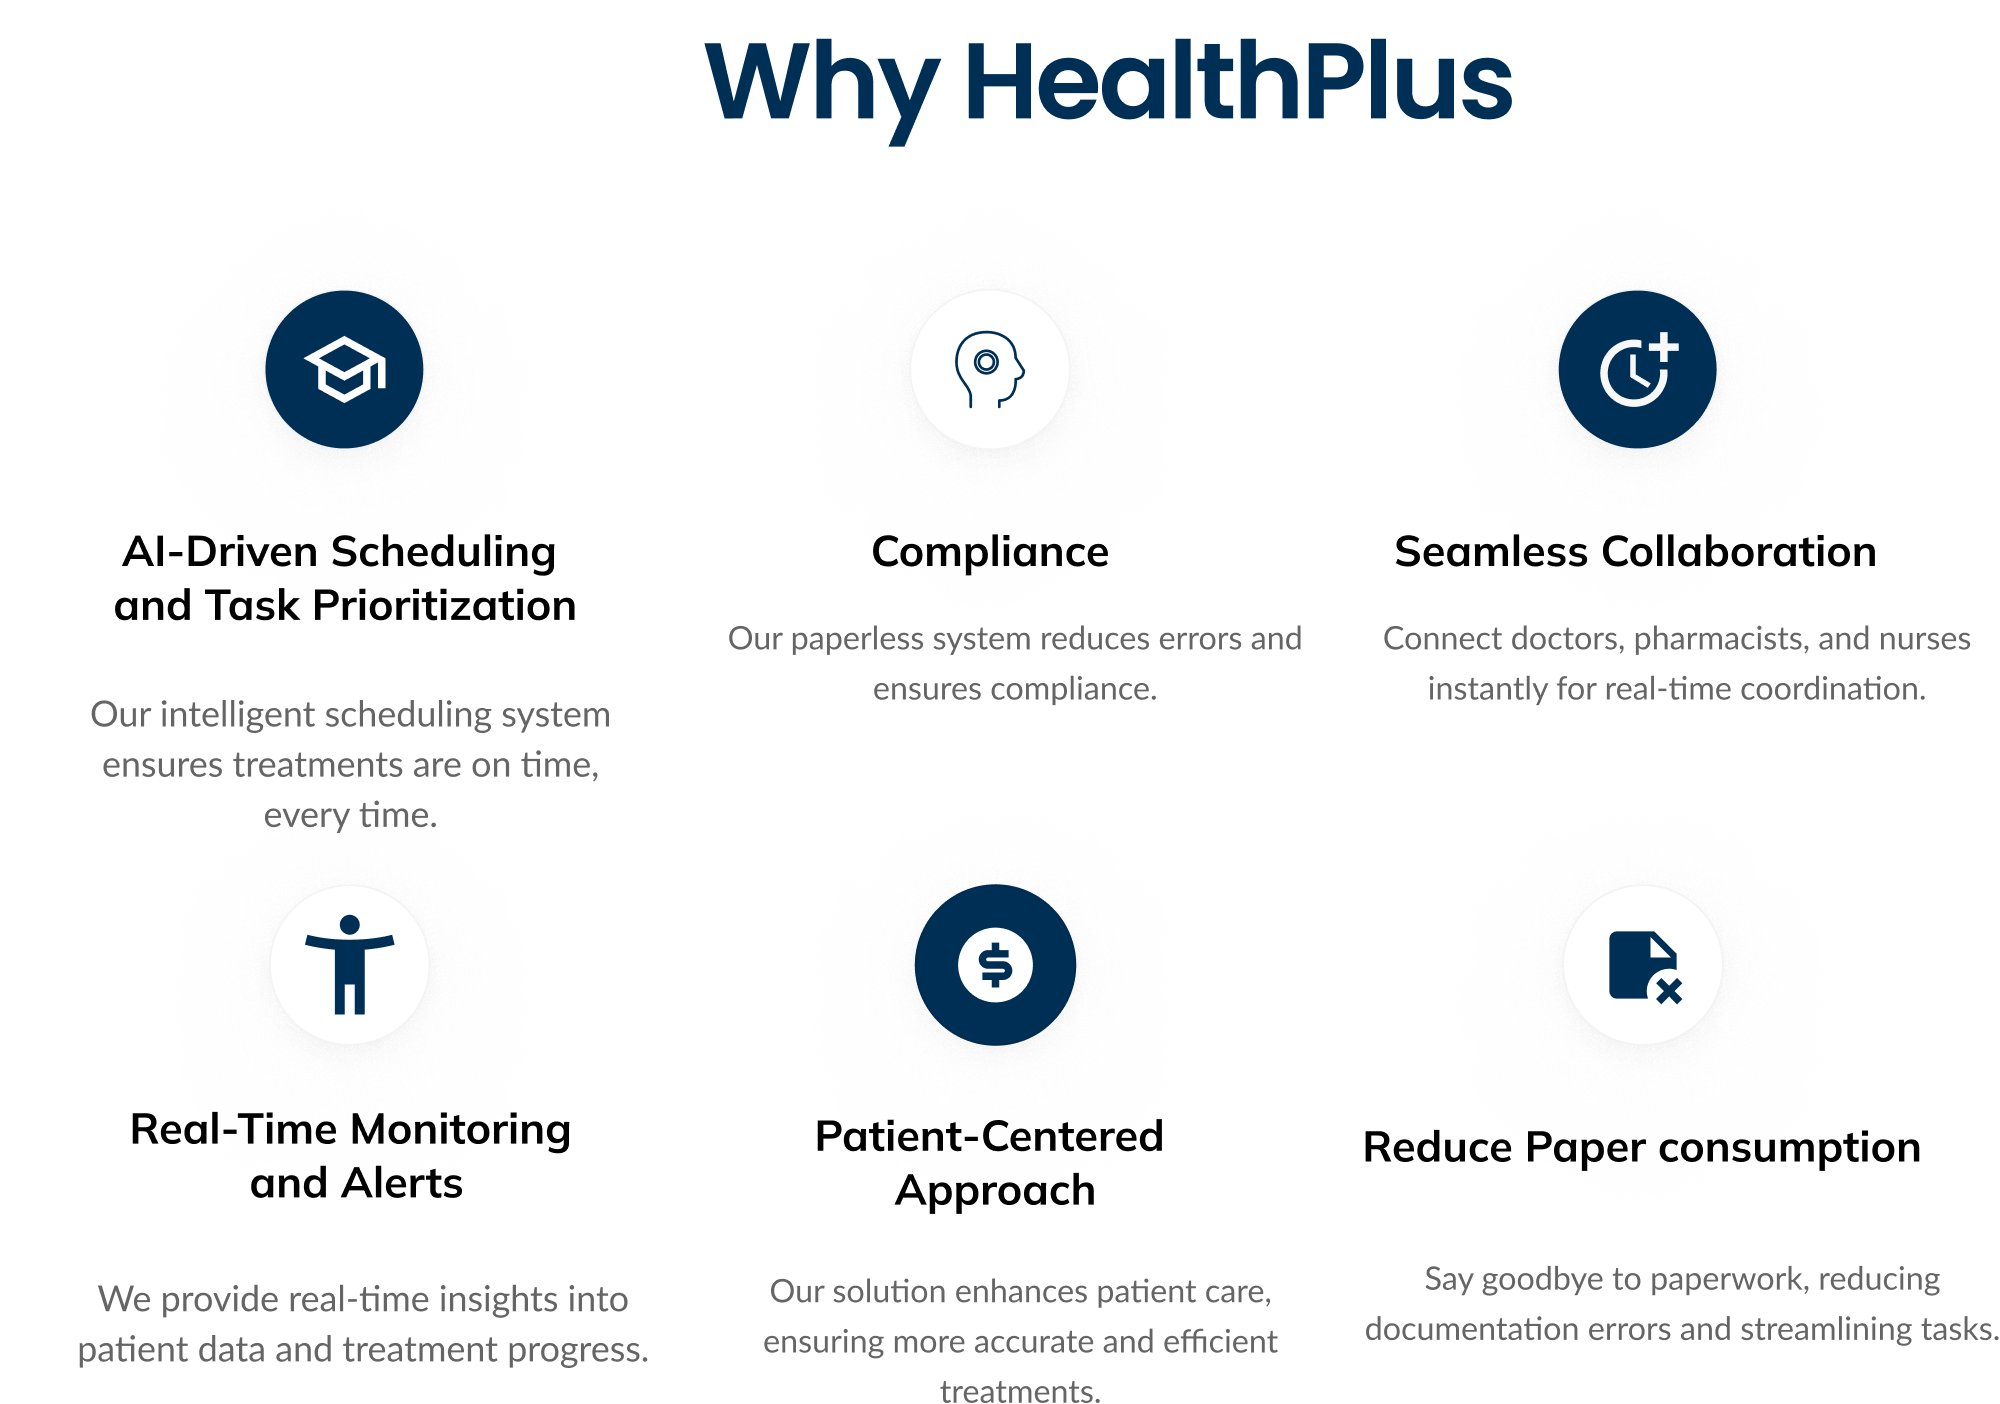 Why HealthPlus
AI-Driven Scheduling
and Task Prioritization
Our intelligent scheduling system
ensures treatments are on time,
every time.
Compliance
Our paperless system reduces errors and
ensures compliance.
Seamless Collaboration
Connect doctors, pharmacists, and nurses
instantly for real-time coordination.
Real-Time Monitoring
and Alerts
We provide real-time insights into
patient data and treatment progress.
Patient-Centered
Approach
Our solution enhances patient care,
ensuring more accurate and efficient
treatments.
Reduce Paper consumption
Say goodbye to paperwork, reducing
documentation errors and streamlining tasks.